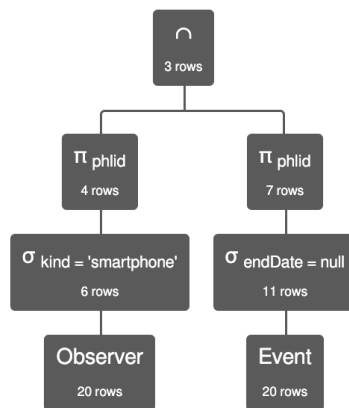 ∩
3 rows
π phlid
4 rows
π phlid
7 rows
σ kind = 'smartphone'
6 rows
σ endDate = null
11 rows
Observer
20 rows
Event
20 rows